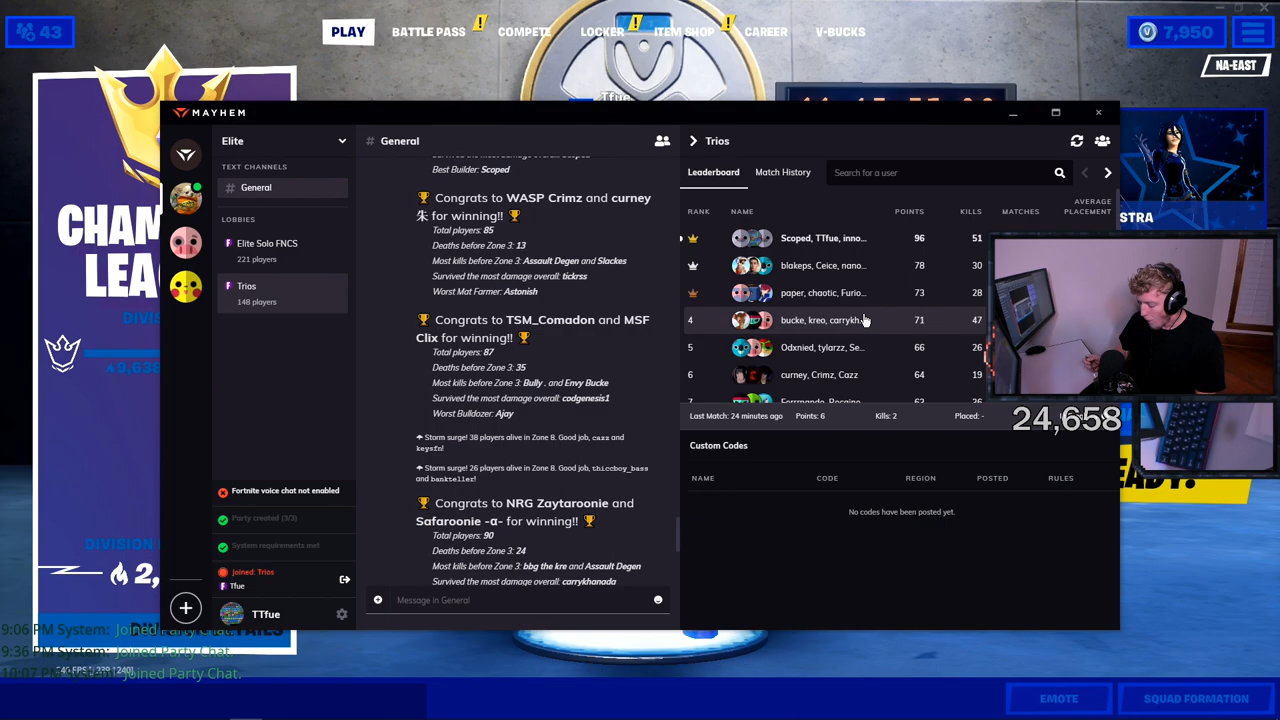 43
PLAY
BATTLE PASS
COMPETE
LOCKER
ITEM SHOP
CAREER
V-BUCKS
7,950
NA-EAST
Tfue
MAYHEM
Elite
TEXT CHANNELS
# General
LOBBIES
Elite Solo FNCS
221 players
Trios
148 players
Fortnite voice chat not enabled
Party created (3/3)
System requirements met
Joined: Trios
Tfue
TTfue
# General
Best Builder: Scoped
Congrats to WASP Crimz and curney
朱 for winning!!
Total players: 85
Deaths before Zone 3: 13
Most kills before Zone 3: Assault Degen and Slackes
Survived the most damage overall: tickrss
Worst Mat Farmer: Astonish
Congrats to TSM_Comadon and MSF
Clix for winning!!
Total players: 87
Deaths before Zone 3: 35
Most kills before Zone 3: Bully . and Envy Bucke
Survived the most damage overall: codgenesis1
Worst Bulldozer: Ajay
Storm surge! 38 players alive in Zone 8. Good job, cazz and
keysfn!
Storm surge! 26 players alive in Zone 8. Good job, thiccboy_bass
and bankteller!
Congrats to NRG Zaytaroonie and
Safaroonie -α- for winning!!
Total players: 90
Deaths before Zone 3: 24
Most kills before Zone 3: bbg the kre and Assault Degen
Survived the most damage overall: carrykhanada
Message in General
Trios
Leaderboard
Match History
Search for a user
RANK NAME POINTS KILLS MATCHES AVERAGE
PLACEMENT
Scoped, TTfue, inno... 96 51
blakeps, Ceice, nano... 78 30
paper, chaotic, Furio... 73 28
4 bucke, kreo, carrykh 71 47
5 Odxnied, tylarzz, Se... 66 26
6 curney, Crimz, Cazz 64 19
Last Match: 24 minutes ago Points: 6 Kills: 2 Placed: -
24,658
Custom Codes
NAME CODE REGION POSTED RULES
No codes have been posted yet.
STRA
CHAM
LEA
DIVISION
2,
9:06 PM System: Joined Party Chat.
9:36 PM System: Joined Party Chat.
10:07 PM System: Joined Party Chat.
EMOTE
SQUAD FORMATION